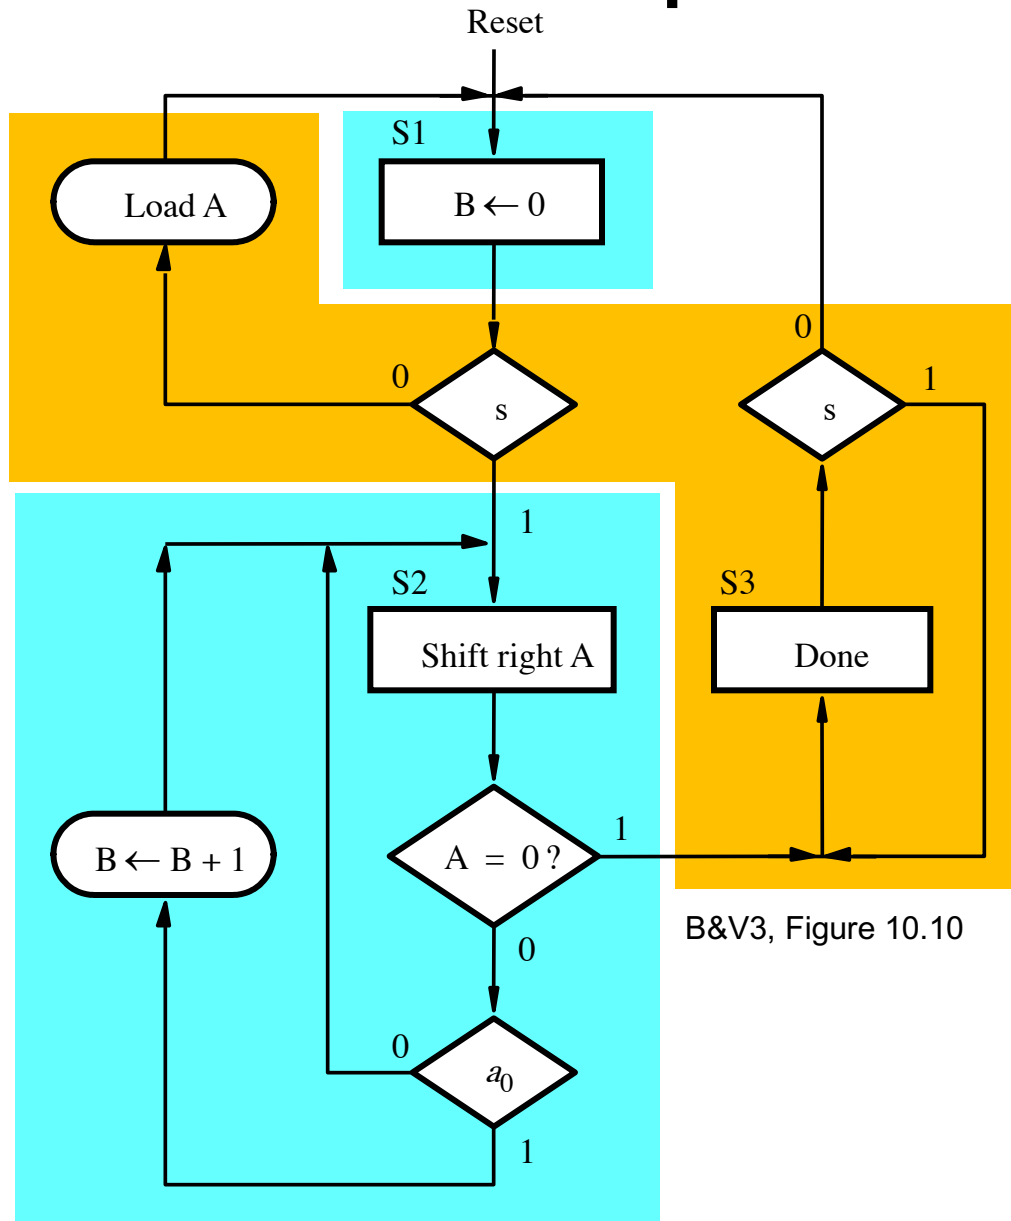 Reset
S1
Load A
B ← 0
0
0
1
s
s
1
S2
S3
Shift right A
Done
1
B ← B + 1
A = 0 ?
B&V3, Figure 10.10
0
0
a0
1